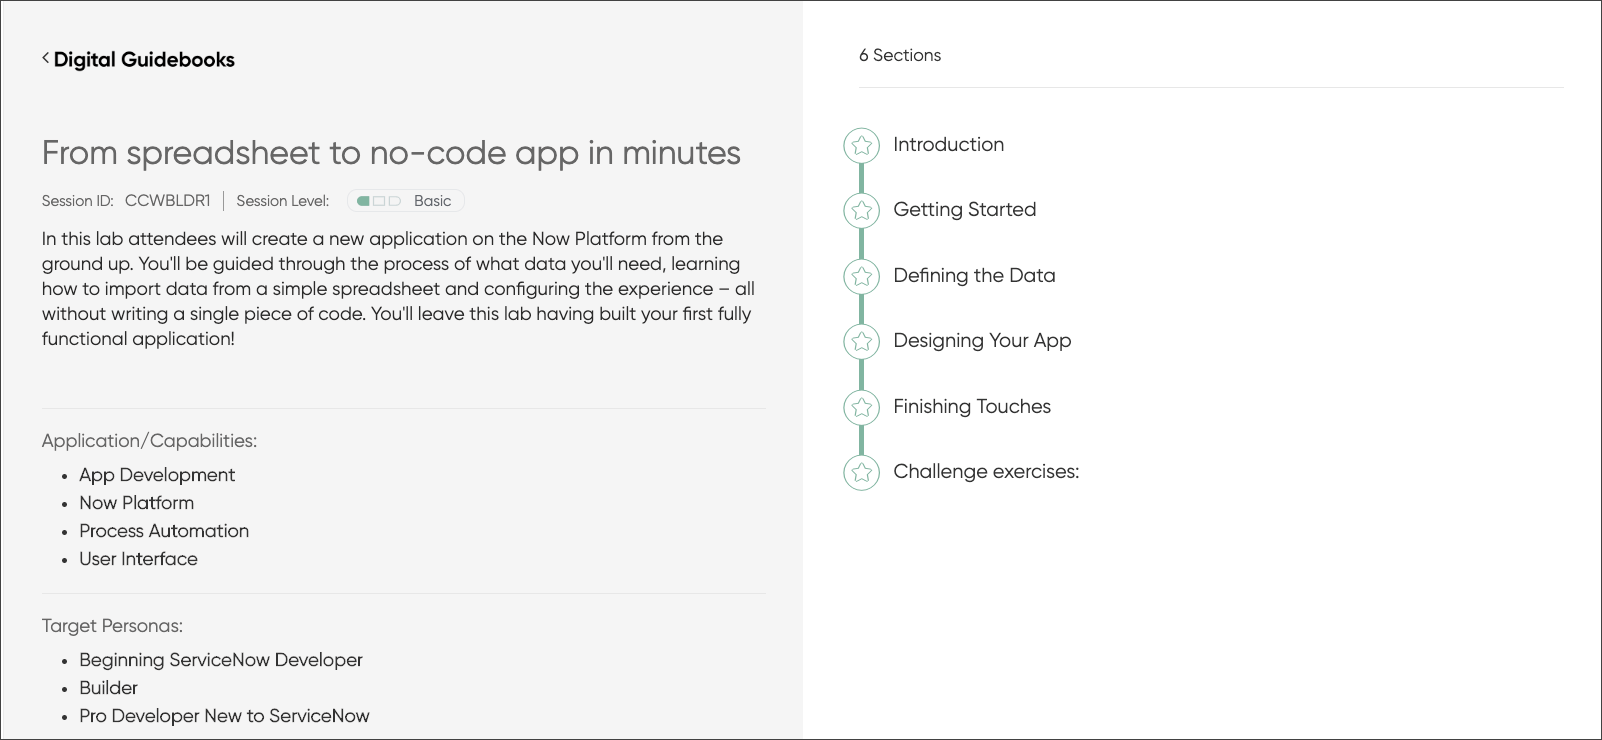 Digital Guidebooks
From spreadsheet to no-code app in minutes
Session ID: CCWBLDR1 Session Level: Basic
In this lab attendees will create a new application on the Now Platform from the
ground up. You'll be guided through the process of what data you'll need, learning
how to import data from a simple spreadsheet and configuring the experience – all
without writing a single piece of code. You'll leave this lab having built your first fully
functional application!
Application/Capabilities:
• App Development
• Now Platform
• Process Automation
• User Interface
Target Personas:
• Beginning ServiceNow Developer
• Builder
• Pro Developer New to ServiceNow
6 Sections
Introduction
Getting Started
Defining the Data
Designing Your App
Finishing Touches
Challenge exercises: